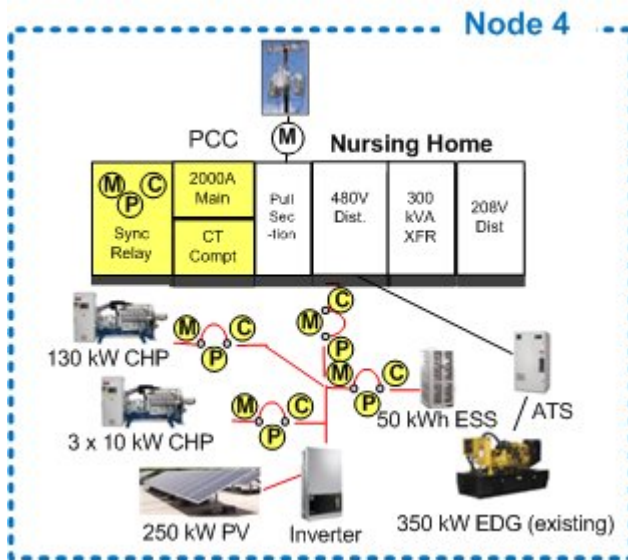 Node 4
PCC
M
Nursing Home
M
P
C
Sync
Relay
2000A
Main
CT
Compt
Pull
Sec
-tion
480V
Dist.
300
kVA
XFR
208V
Dist
C
M
P
M
C
P
130 kW CHP
M
C
P
50 kWh ESS
ATS
M
C
P
3 x 10 kW CHP
250 kW PV
Inverter
350 kW EDG (existing)